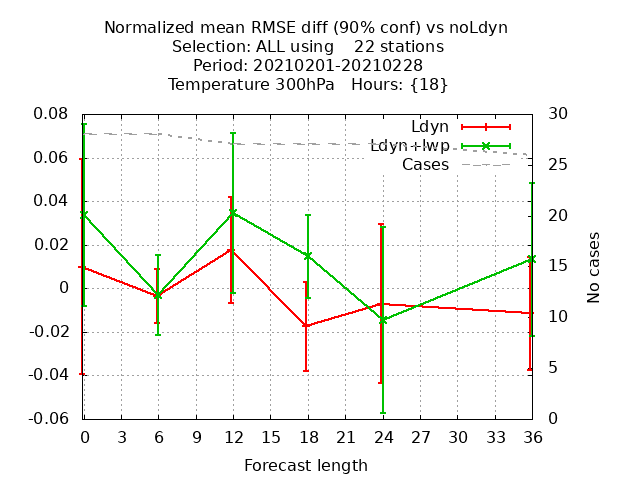 Normalized mean RMSE diff (90% conf) vs noLdyn
Selection: ALL using    22 stations
Period: 20210201-20210228
Temperature 300hPa   Hours: {18}
0.08
0.06
0.04
0.02
0
-0.02
-0.04
-0.06
Ldyn
Ldyn+lwp
Cases
30
25
20
15
10
5
0
No cases
0 3 6 9 12 15 18 21 24 27 30 33 36
Forecast length